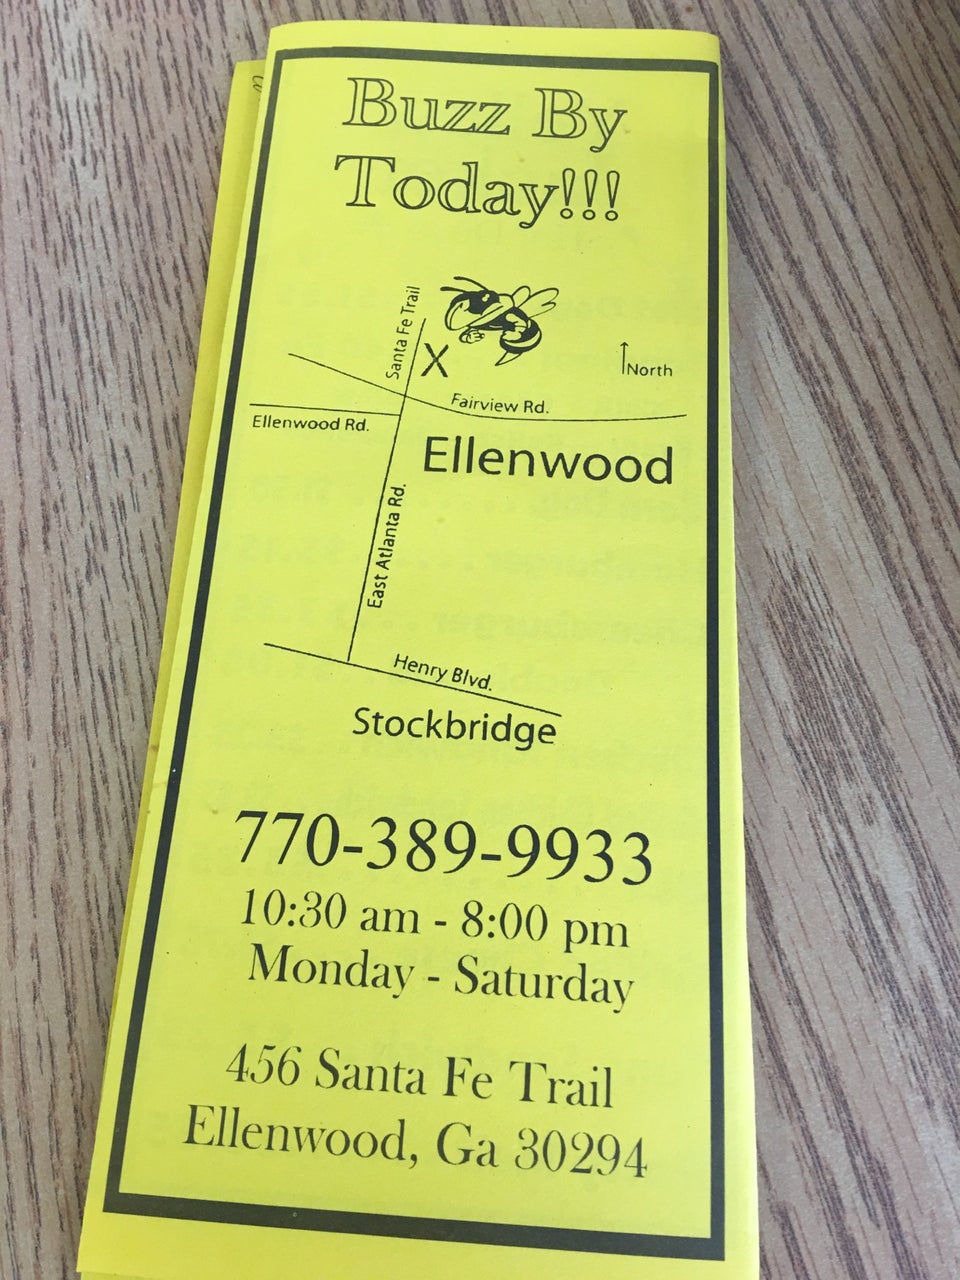 Buzz By
Today!!!
Santa Fe Trail
X
North
Fairview Rd.
Ellenwood Rd.
Ellenwood
East Atlanta Rd.
Henry Blvd.
Stockbridge
770-389-9933
10:30 am - 8:00 pm
Monday - Saturday
456 Santa Fe Trail
Ellenwood, Ga 30294